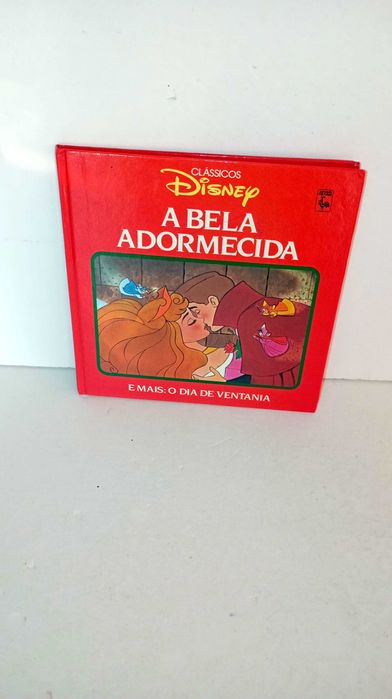 CLÁSSICOS
Disney
A BELA
ADORMECIDA
E MAIS: O DIA DE VENTANIA